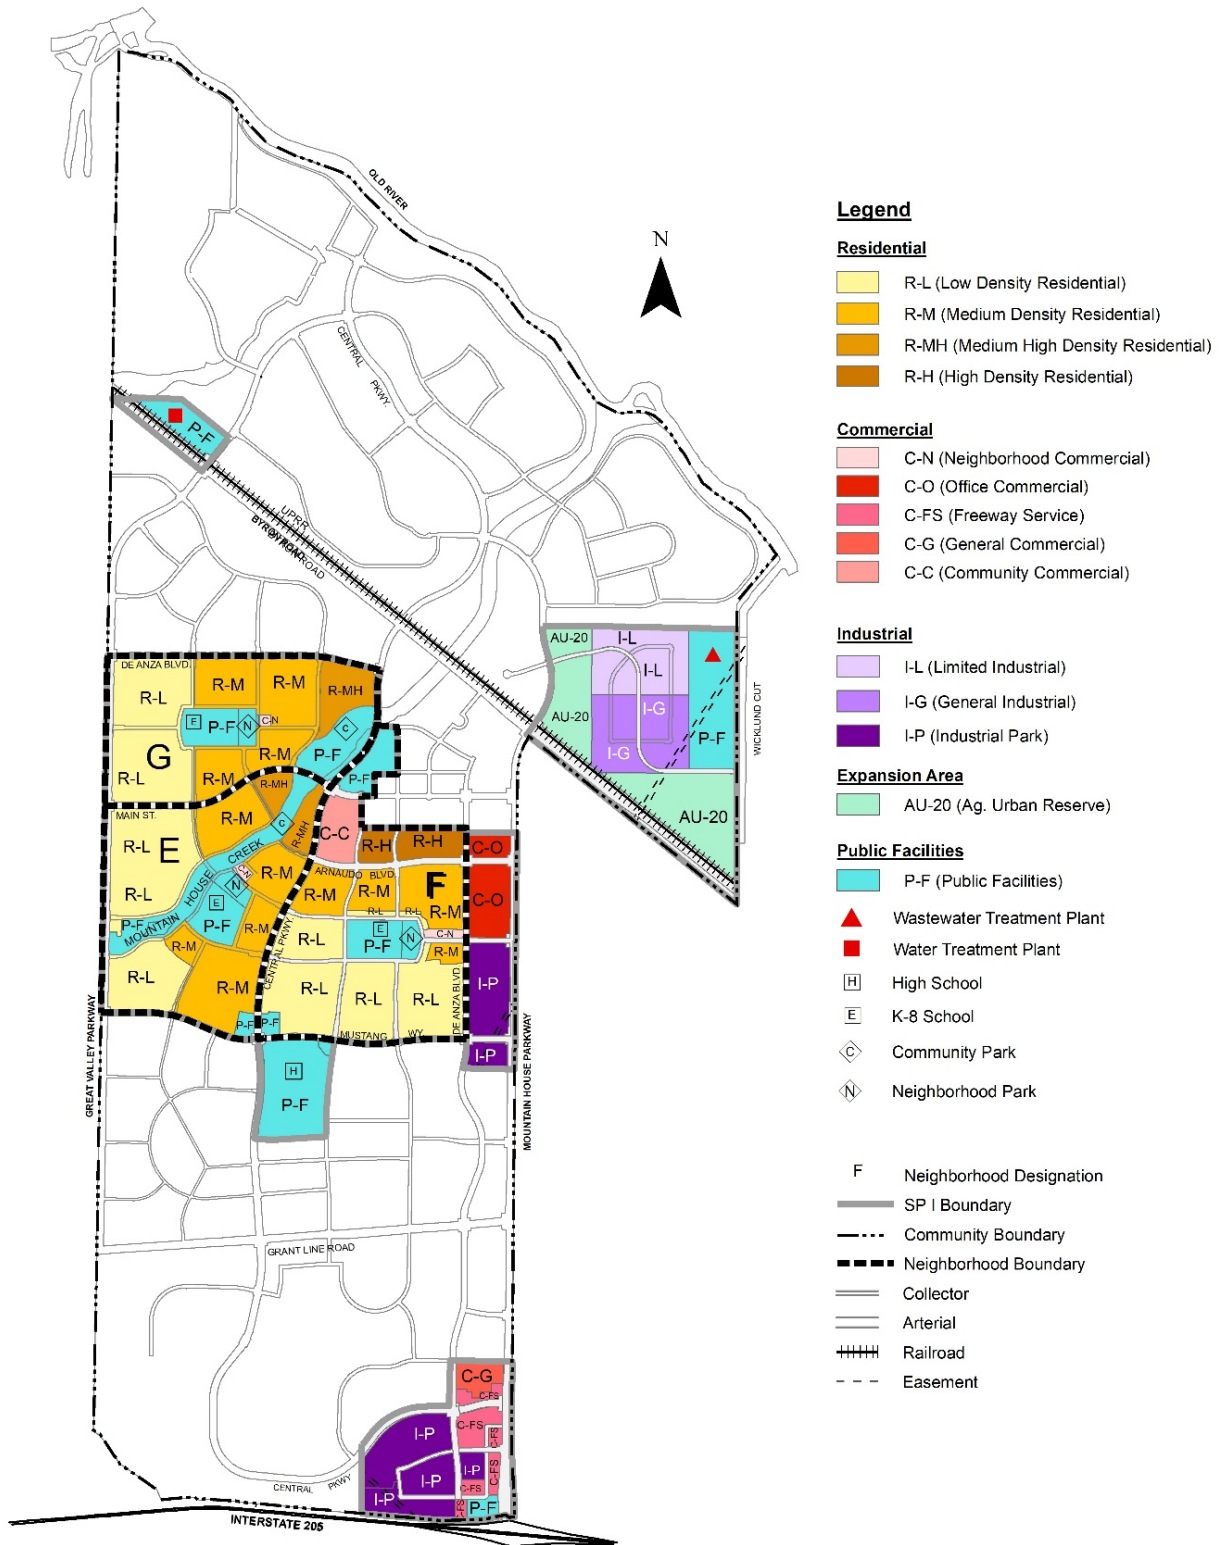 OLD RIVER
N
CENTRAL PKWY.
P-F
UPRR
BYRON ROAD
BYRON ROAD
AU-20
I-L
I-L
I-G
AU-20
I-G
P-F
AU-20
WICKLUND CUT
DE ANZA BLVD.
R-L
R-M
R-M
R-MH
E
P-F
N
C-N
C
G
R-L
R-M
R-M
P-F
P-F
R-MH
MAIN ST.
R-L
E
R-M
C
R-MH
C-C
R-H
R-H
C-O
MOUNTAIN HOUSE CREEK
R-L
C-N
R-M
N
E
P-F
P-F
R-M
R-M
R-L
R-M
P-F
P-F
ARNAUDO BLVD.
R-M
R-M
F
R-M
C-O
R-L
R-L
R-L
E
P-F
N
C-N
R-M
CENTRAL PKWY
R-L
R-L
R-L
DE ANZA BLVD.
MUSTANG WY
I-P
I-P
H
P-F
GREAT VALLEY PARKWAY
MOUNTAIN HOUSE PARKWAY
GRANT LINE ROAD
C-G
C-FS
C-FS
C-FS
I-P
I-P
I-P
I-P
C-FS
C-FS
C-FS
P-F
CENTRAL PKWY
INTERSTATE 205
Legend
Residential
R-L (Low Density Residential)
R-M (Medium Density Residential)
R-MH (Medium High Density Residential)
R-H (High Density Residential)
Commercial
C-N (Neighborhood Commercial)
C-O (Office Commercial)
C-FS (Freeway Service)
C-G (General Commercial)
C-C (Community Commercial)
Industrial
I-L (Limited Industrial)
I-G (General Industrial)
I-P (Industrial Park)
Expansion Area
AU-20 (Ag. Urban Reserve)
Public Facilities
P-F (Public Facilities)
Wastewater Treatment Plant
Water Treatment Plant
H High School
E K-8 School
C Community Park
N Neighborhood Park
F Neighborhood Designation
SP I Boundary
Community Boundary
Neighborhood Boundary
Collector
Arterial
Railroad
Easement